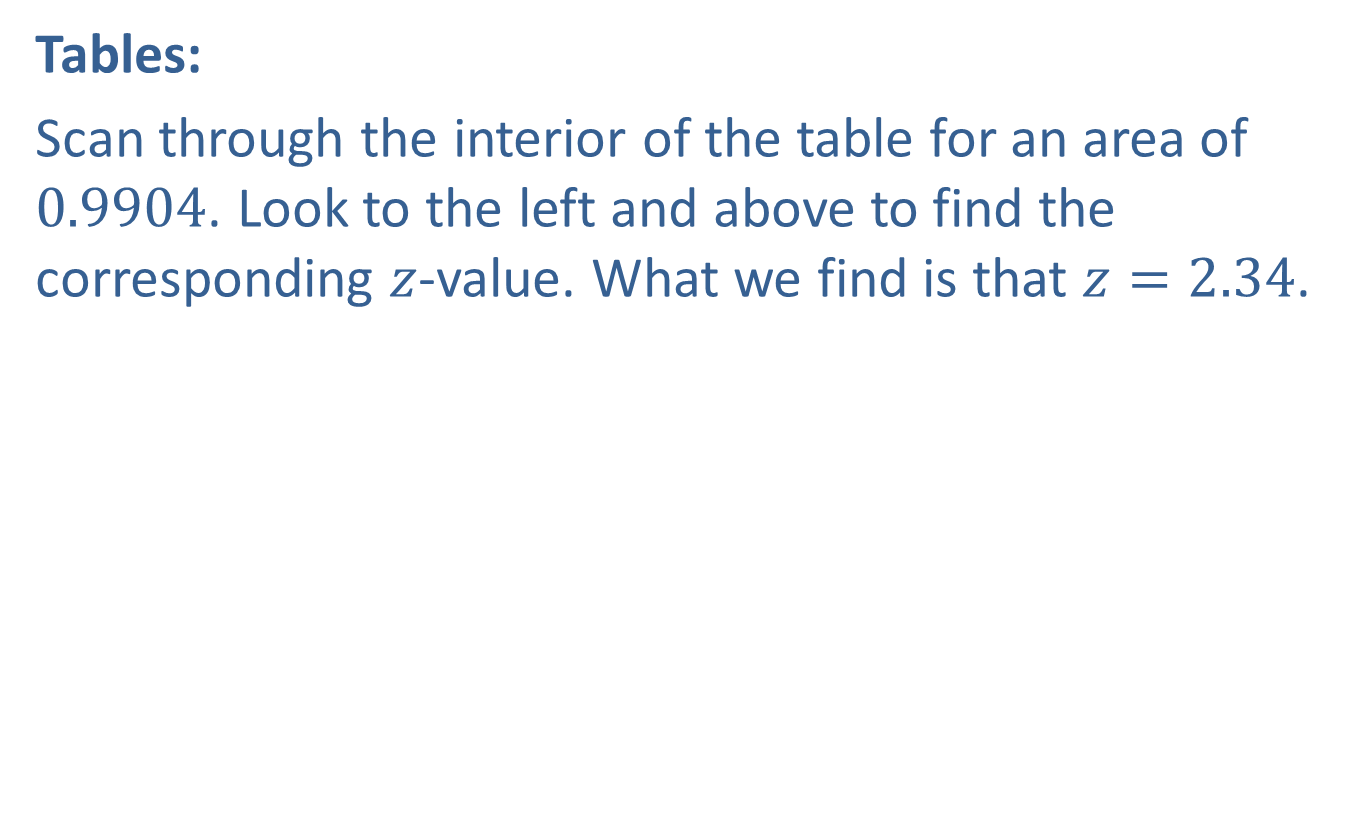 Tables:
Scan through the interior of the table for an area of
0.9904. Look to the left and above to find the
corresponding z-value. What we find is that z = 2.34.